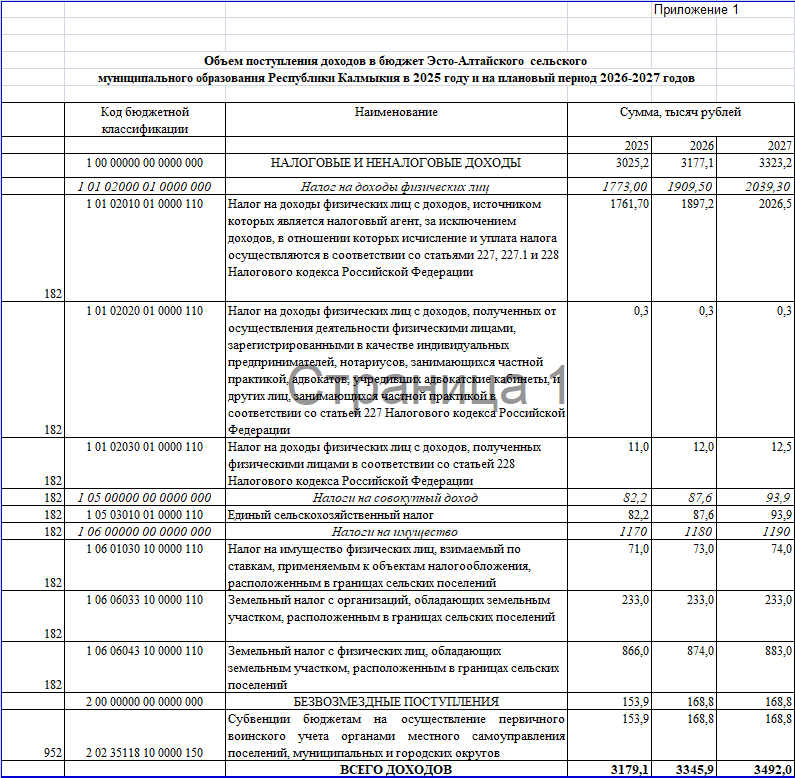 Приложение 1
Объем поступления доходов в бюджет Эсто-Алтайского сельского
муниципального образования Республики Калмыкия в 2025 году и на плановый период 2026-2027 годов
Код бюджетной классификации Наименование Сумма, тысяч рублей
2025 2026 2027
1 00 00000 00 0000 000 НАЛОГОВЫЕ И НЕНАЛОГОВЫЕ ДОХОДЫ 3025,2 3177,1 3323,2
1 01 02000 01 0000 000 Налог на доходы физических лиц 1773,00 1909,50 2039,30
1 01 02010 01 0000 110 Налог на доходы физических лиц с доходов, источником 1761,70 1897,2 2026,5
которых является налоговый агент, за исключением
доходов, в отношении которых исчисление и уплата налога
осуществляются в соответствии со статьями 227, 227.1 и 228
Налогового кодекса Российской Федерации
182
1 01 02020 01 0000 110 Налог на доходы физических лиц с доходов, полученных от 0,3 0,3 0,3
осуществления деятельности физическими лицами,
зарегистрированными в качестве индивидуальных
предпринимателей, нотариусов, занимающихся частной
практикой, адвокатов, учредивших адвокатские кабинеты, и
Страница 1
других лиц, занимающихся частной практикой в
соответствии со статьей 227 Налогового кодекса Российской
182 Федерации
1 01 02030 01 0000 110 Налог на доходы физических лиц с доходов, полученных 11,0 12,0 12,5
физическими лицами в соответствии со статьей 228
182 Налогового кодекса Российской Федерации
182 1 05 00000 00 0000 000 Налоги на совокупный доход 82,2 87,6 93,9
182 1 05 03010 01 0000 110 Единый сельскохозяйственный налог 82,2 87,6 93,9
182 1 06 00000 00 0000 000 Налоги на имущество 1170 1180 1190
1 06 01030 10 0000 110 Налог на имущество физических лиц, взимаемый по 71,0 73,0 74,0
ставкам, применяемым к объектам налогообложения,
182 расположенным в границах сельских поселений
1 06 06033 10 0000 110 Земельный налог с организаций, обладающих земельным 233,0 233,0 233,0
участком, расположенным в границах сельских поселений
182
1 06 06043 10 0000 110 Земельный налог с физических лиц, обладающих 866,0 874,0 883,0
земельным участком, расположенным в границах сельских
182 поселений
2 00 00000 00 0000 000 БЕЗВОЗМЕЗДНЫЕ ПОСТУПЛЕНИЯ 153,9 168,8 168,8
Субвенции бюджетам на осуществление первичного 153,9 168,8 168,8
воинского учета органами местного самоуправления
952 2 02 35118 10 0000 150 поселений, муниципальных и городских округов
ВСЕГО ДОХОДОВ 3179,1 3345,9 3492,0